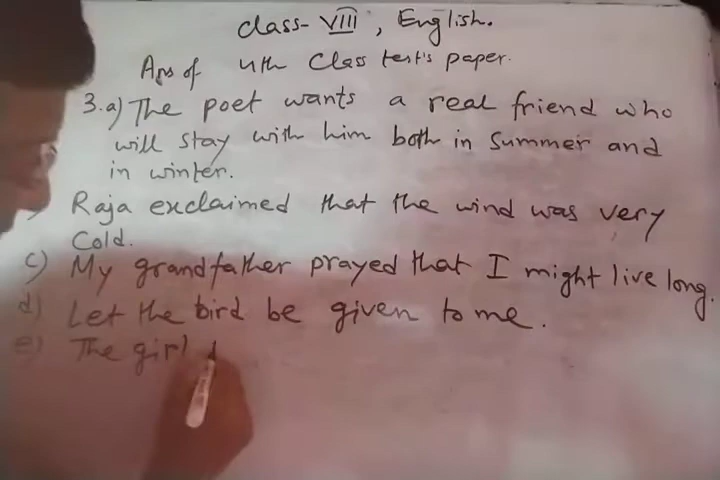 class- VIII, English.
Ans of 4th Class test's paper.
3.a) The poet wants a real friend who
will stay with him both in Summer and
in winter.
) Raja exclaimed that the wind was very
Cold.
c) My grandfather prayed that I might live long.
d) Let the bird be given to me.
e) The girl